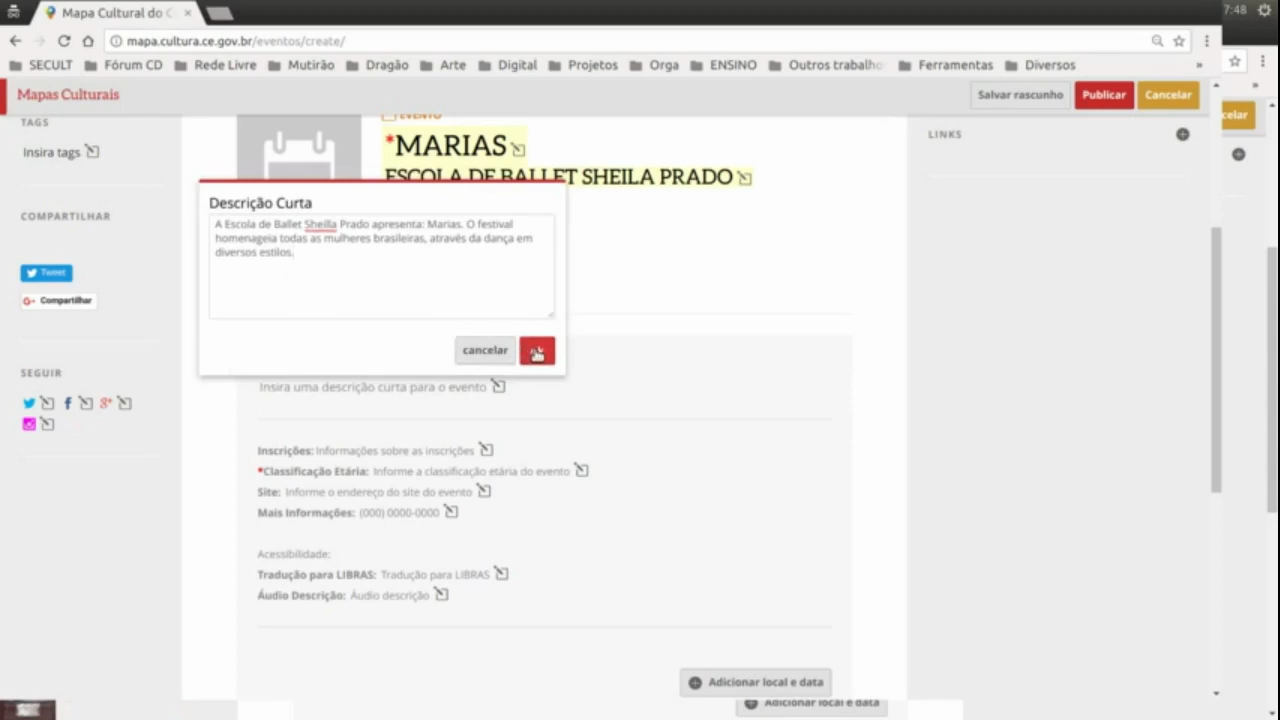 Mapa Cultural do C
7:48
mapa.cultura.ce.gov.br/eventos/create/
SECULT Fórum CD Rede Livre Mutirão Dragão Arte Digital Projetos Orga ENSINO Outros trabalho Ferramentas Diversos »
Mapas Culturais
Salvar rascunho
Publicar
Cancelar
celar
TAGS
Insira tags
EVENTO
*MARIAS
ESCOLA DE BALLET SHEILA PRADO
LINKS
Descrição Curta
A Escola de Ballet Sheilla Prado apresenta: Marias. O festival
homenageia todas as mulheres brasileiras, através da dança em
diversos estilos.
cancelar
COMPARTILHAR
Tweet
G+ Compartilhar
SEGUIR
Insira uma descrição curta para o evento
Inscrições: Informações sobre as inscrições
*Classificação Etária: Informe a classificação etária do evento
Site: Informe o endereço do site do evento
Mais Informações: (000) 0000-0000
Acessibilidade:
Tradução para LIBRAS: Tradução para LIBRAS
Áudio Descrição: Áudio descrição
Adicionar local e data
Adicionar local e data